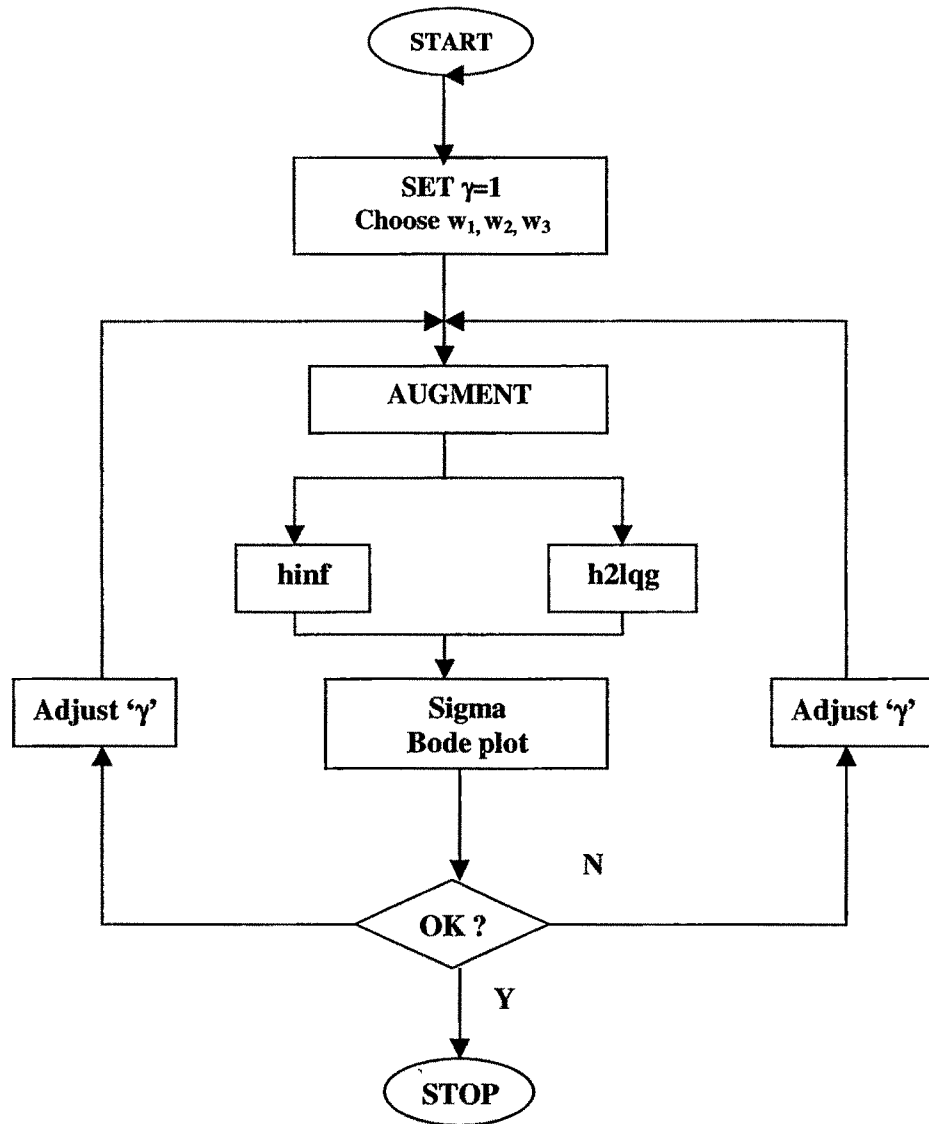 START
SET γ=1
Choose w₁, w₂, w₃
AUGMENT
hinf
h2lqg
Adjust ‘γ’
Sigma
Bode plot
Adjust ‘γ’
N
OK ?
Y
STOP